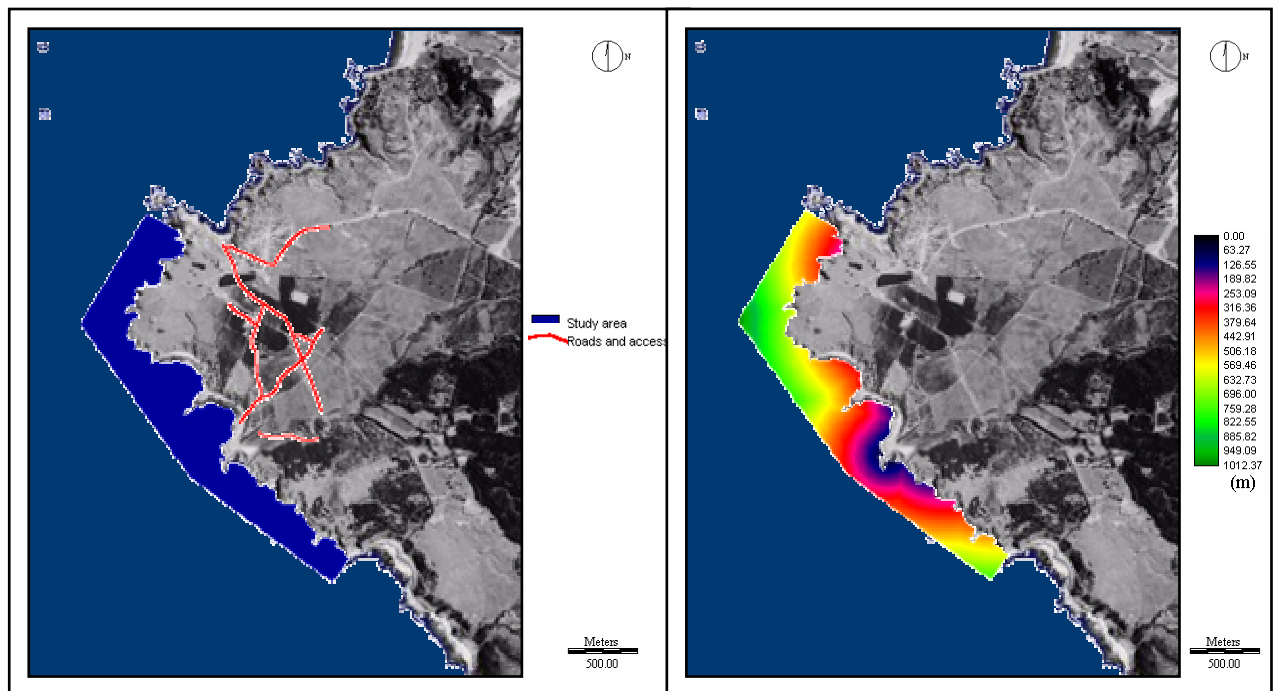 N
Study area
Roads and access
Meters
500.00
N
0.00
63.27
126.55
189.82
253.09
316.36
379.64
442.91
506.18
569.46
632.73
696.00
759.28
822.55
885.82
949.09
1012.37
(m)
Meters
500.00